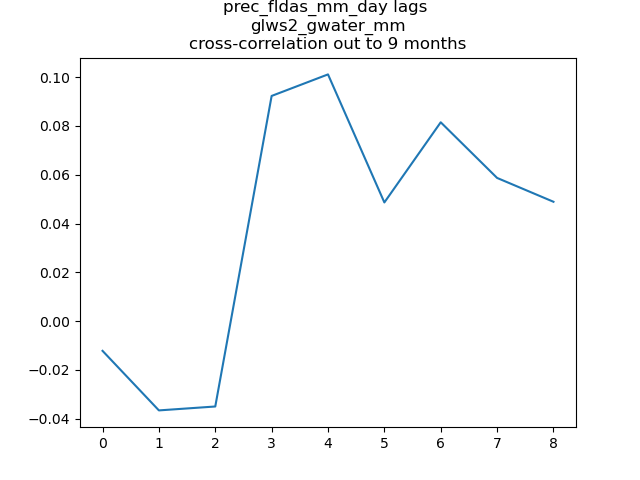 prec_fldas_mm_day lags
glws2_gwater_mm
cross-correlation out to 9 months
0.10
0.08
0.06
0.04
0.02
0.00
−0.02
−0.04
0 1 2 3 4 5 6 7 8